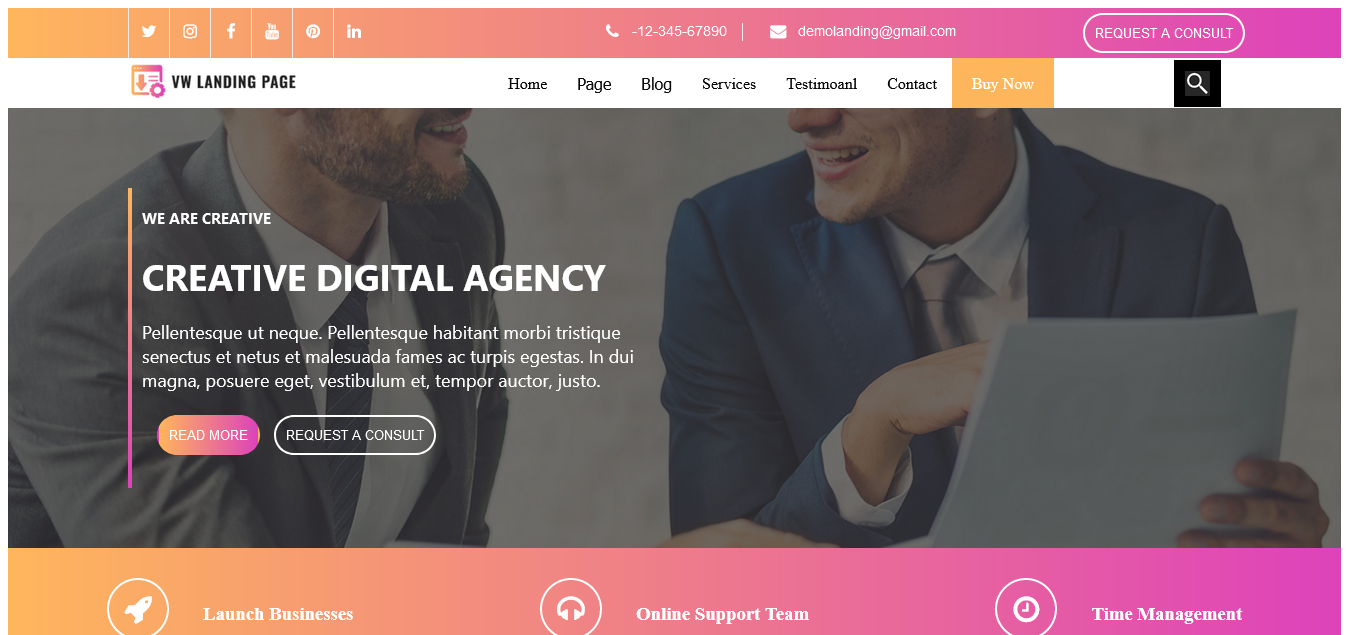 -12-345-67890
demolanding@gmail.com
REQUEST A CONSULT
VW LANDING PAGE
Home
Page
Blog
Services
Testimoanl
Contact
Buy Now
WE ARE CREATIVE
CREATIVE DIGITAL AGENCY
Pellentesque ut neque. Pellentesque habitant morbi tristique
senectus et netus et malesuada fames ac turpis egestas. In dui
magna, posuere eget, vestibulum et, tempor auctor, justo.
READ MORE
REQUEST A CONSULT
Launch Businesses
Online Support Team
Time Management